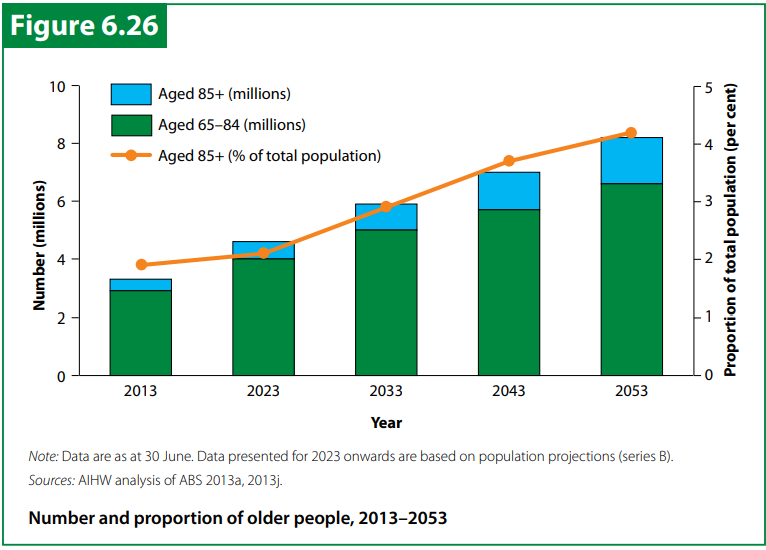 Figure 6.26
Aged 85+ (millions)
Aged 65–84 (millions)
Aged 85+ (% of total population)
Number (millions)
10
8
6
4
2
0
Proportion of total population (per cent)
5
4
3
2
1
0
2013 2023 2033 2043 2053
Year
Note: Data are as at 30 June. Data presented for 2023 onwards are based on population projections (series B).
Sources: AIHW analysis of ABS 2013a, 2013j.
Number and proportion of older people, 2013–2053